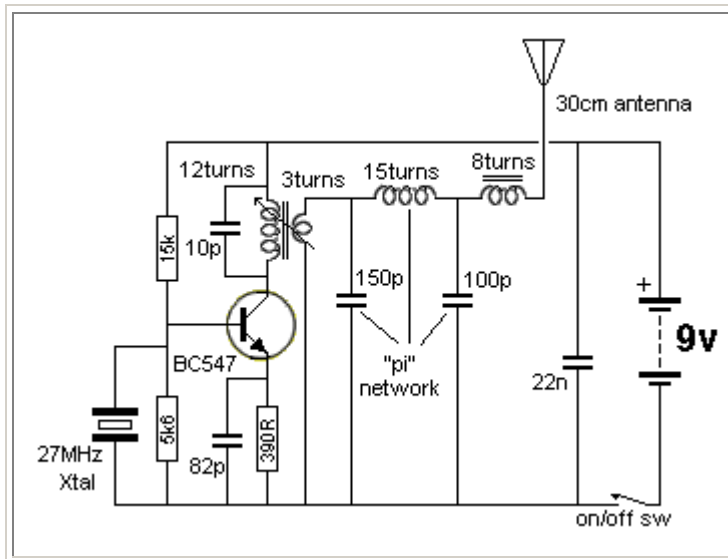 30cm antenna
12turns
3turns
15turns
8turns
15k
10p
150p
100p
+
9v
BC547
"pi"
network
22n
27MHz
Xtal
5k6
82p
390R
on/off sw